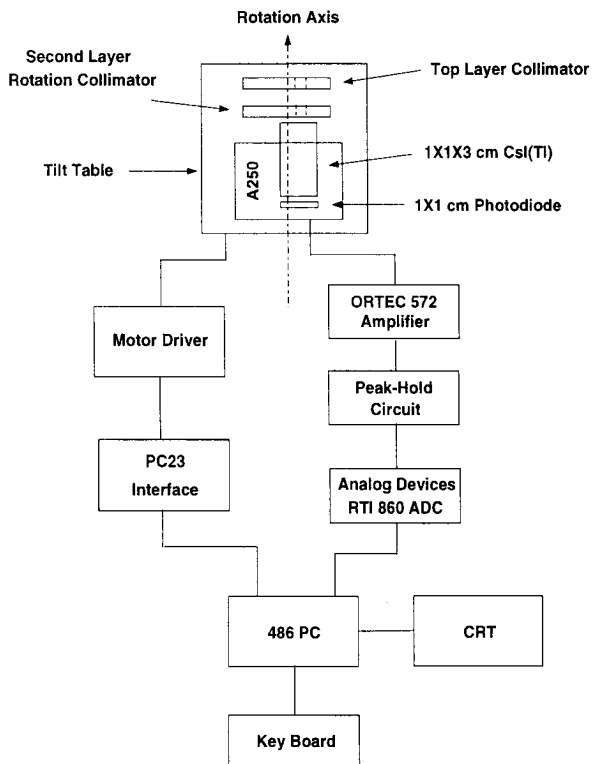 Rotation Axis
Second Layer
Rotation Collimator
Top Layer Collimator
Tilt Table
A250
1X1X3 cm CsI(Tl)
1X1 cm Photodiode
Motor Driver
ORTEC 572
Amplifier
Peak-Hold
Circuit
PC23
Interface
Analog Devices
RTI 860 ADC
486 PC
CRT
Key Board